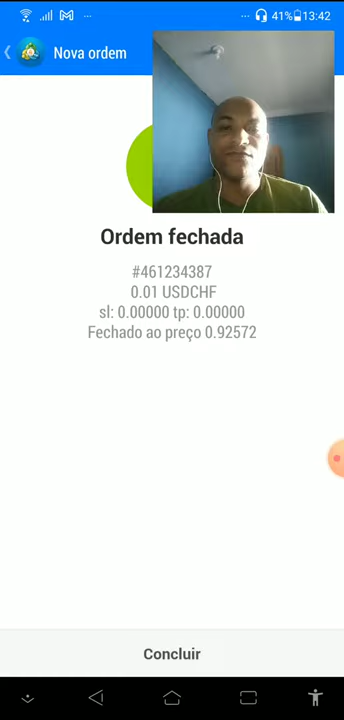 41% 13:42
Nova ordem
Ordem fechada
#461234387
0.01 USDCHF
sl: 0.00000 tp: 0.00000
Fechado ao preço 0.92572
Concluir